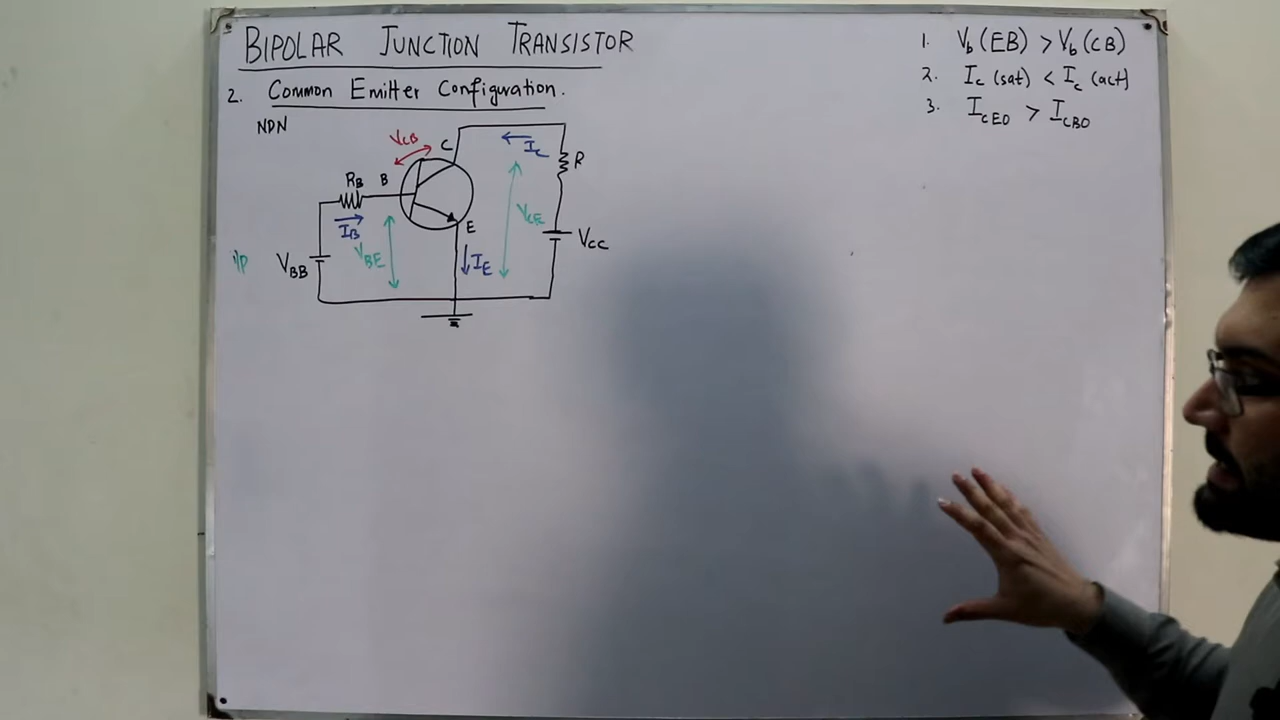 BIPOLAR JUNCTION TRANSISTOR
2. Common Emitter Configuration.
NPN
VCB
C
IC
R
RB
B
IB
VBE
VCE
E
IE
VCC
i/p
VBB
1. Vb (EB) > Vb (CB)
2. Ic (sat) < Ic (act)
3. ICEO > ICBO